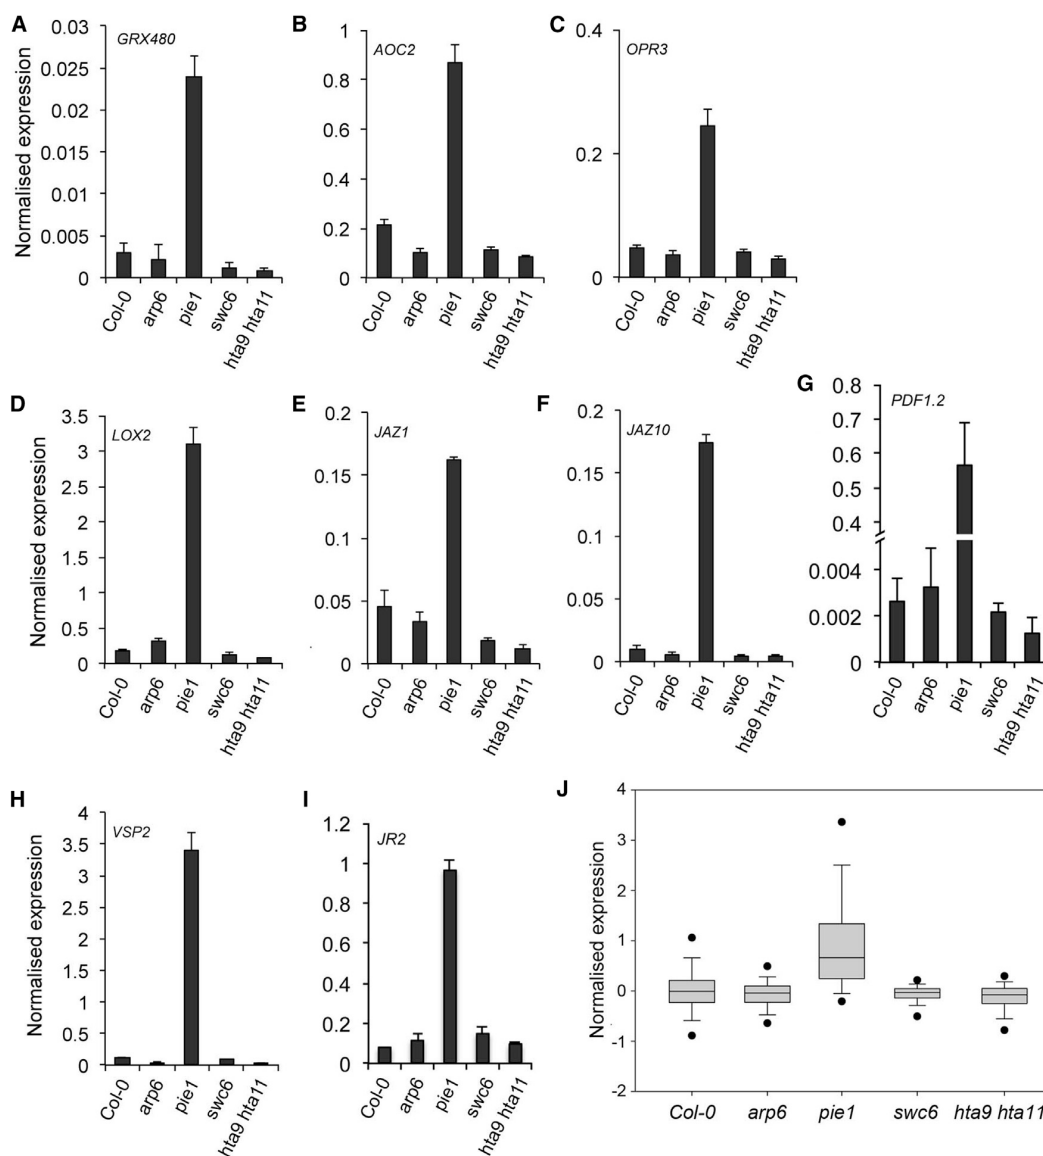 A
GRX480
Normalised expression
0.03
0.025
0.02
0.015
0.01
0.005
0
Col-0
arp6
pie1
swc6
hta9 hta11
B
AOC2
1
0.8
0.6
0.4
0.2
0
Col-0
arp6
pie1
swc6
hta9 hta11
C
OPR3
0.4
0.2
0
Col-0
arp6
pie1
swc6
hta9 hta11
D
LOX2
Normalised expression
3.5
3
2.5
2
1.5
1
0.5
0
Col-0
arp6
pie1
swc6
hta9 hta11
E
JAZ1
0.2
0.15
0.1
0.05
0
Col-0
arp6
pie1
swc6
hta9 hta11
F
JAZ10
0.2
0.15
0.1
0.05
0
Col-0
arp6
pie1
swc6
hta9 hta11
G
PDF1.2
0.8
0.7
0.6
0.5
0.4
0.004
0.002
0
Col-0
arp6
pie1
swc6
hta9 hta11
H
VSP2
Normalised expression
4
3.5
3
2.5
2
1.5
1
0.5
0
Col-0
arp6
pie1
swc6
hta9 hta11
I
JR2
1.2
1
0.8
0.6
0.4
0.2
0
Col-0
arp6
pie1
swc6
hta9 hta11
J
Normalised expression
4
3
2
1
0
-1
-2
Col-0
arp6
pie1
swc6
hta9 hta11